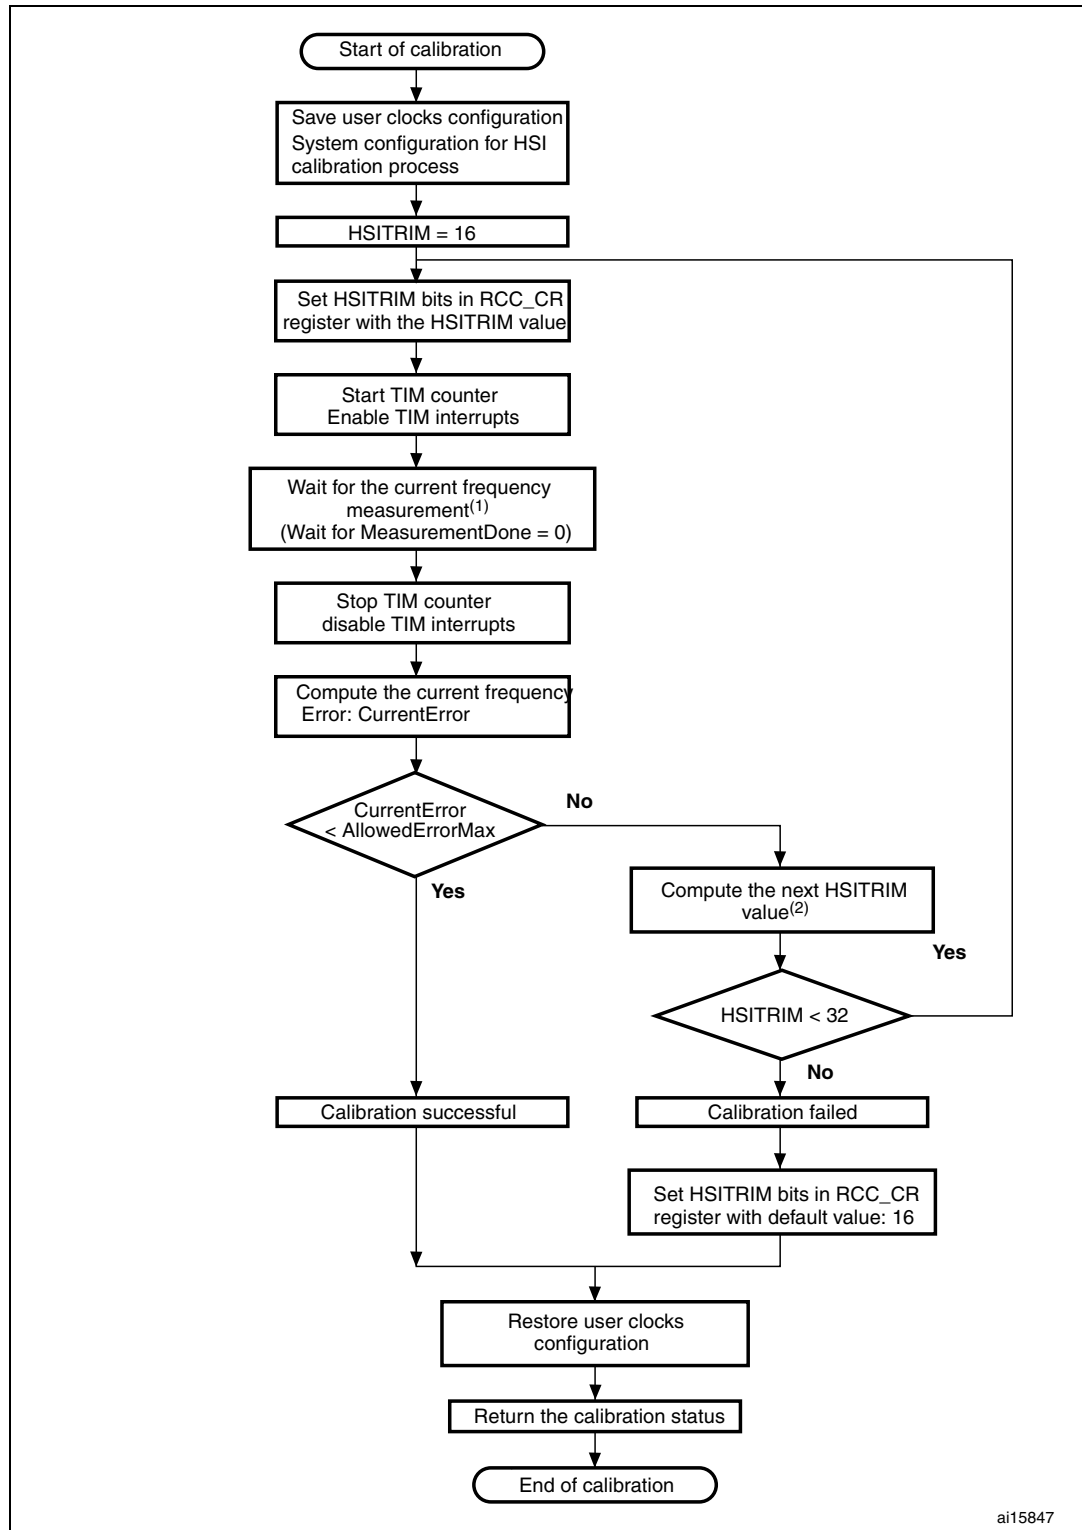 Start of calibration
Save user clocks configuration
System configuration for HSI
calibration process
HSITRIM = 16
Set HSITRIM bits in RCC_CR
register with the HSITRIM value
Start TIM counter
Enable TIM interrupts
Wait for the current frequency
measurement(1)
(Wait for MeasurementDone = 0)
Stop TIM counter
disable TIM interrupts
Compute the current frequency
Error: CurrentError
CurrentError
< AllowedErrorMax
No
Yes
Compute the next HSITRIM
value(2)
Yes
HSITRIM < 32
No
Calibration successful
Calibration failed
Set HSITRIM bits in RCC_CR
register with default value: 16
Restore user clocks
configuration
Return the calibration status
End of calibration
ai15847